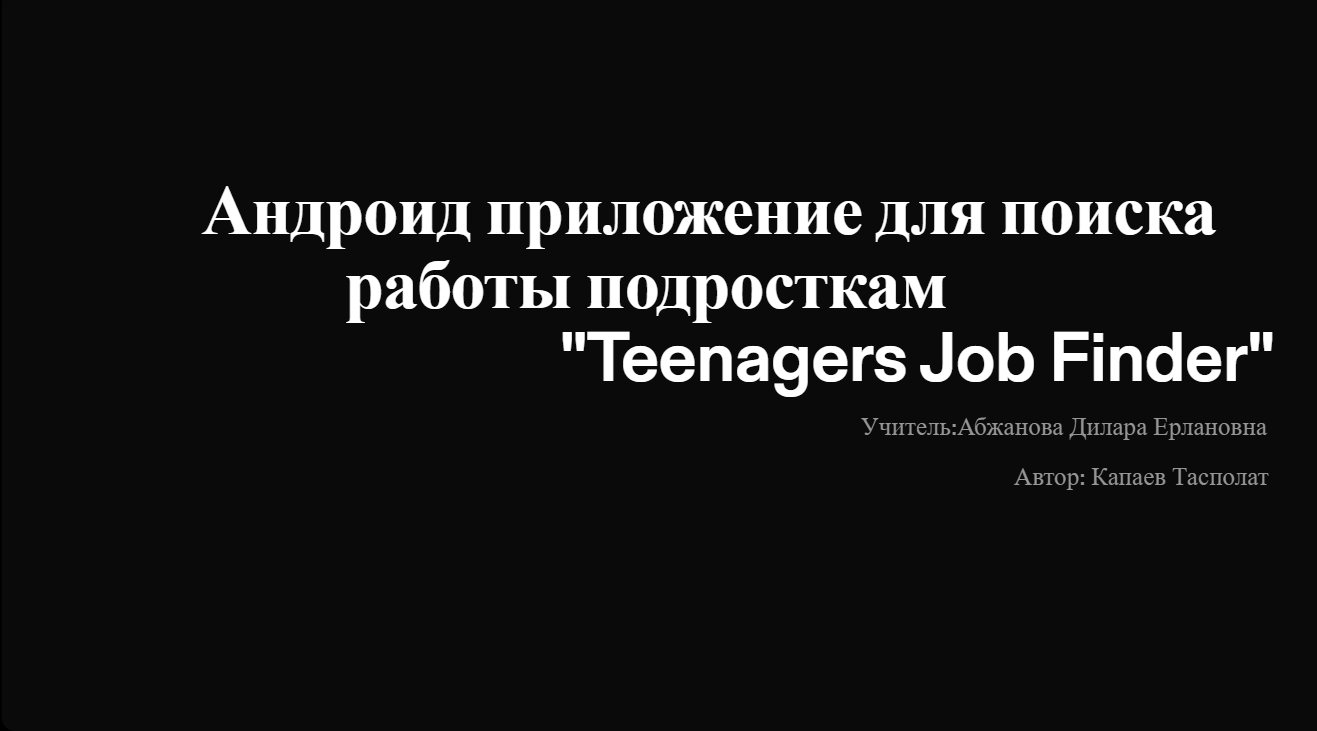 Андроид приложение для поиска
работы подросткам
"Teenagers Job Finder"
Учитель:Абжанова Дилара Ерлановна
Автор: Капаев Тасполат